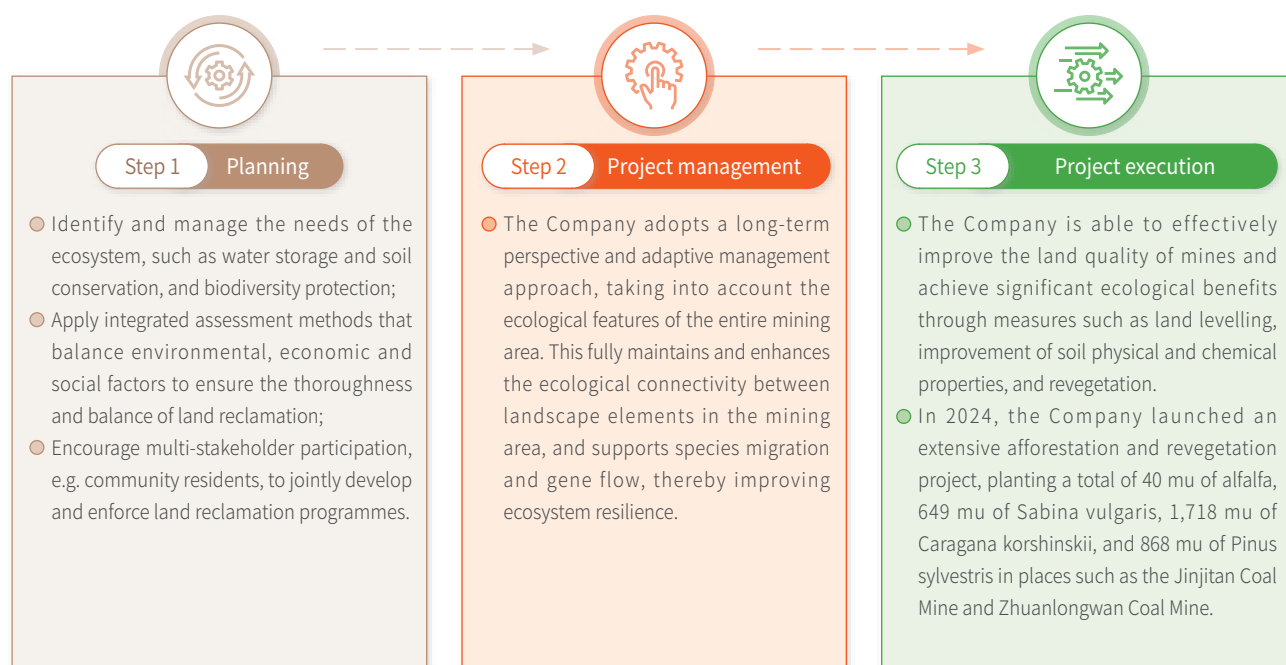 Step 1 Planning
Identify and manage the needs of the
ecosystem, such as water storage and soil
conservation, and biodiversity protection;
Apply integrated assessment methods that
balance environmental, economic and
social factors to ensure the thoroughness
and balance of land reclamation;
Encourage multi-stakeholder participation,
e.g. community residents, to jointly develop
and enforce land reclamation programmes.
Step 2 Project management
The Company adopts a long-term
perspective and adaptive management
approach, taking into account the
ecological features of the entire mining
area. This fully maintains and enhances
the ecological connectivity between
landscape elements in the mining
area, and supports species migration
and gene flow, thereby improving
ecosystem resilience.
Step 3 Project execution
The Company is able to effectively
improve the land quality of mines and
achieve significant ecological benefits
through measures such as land levelling,
improvement of soil physical and chemical
properties, and revegetation.
In 2024, the Company launched an
extensive afforestation and revegetation
project, planting a total of 40 mu of alfalfa,
649 mu of Sabina vulgaris, 1,718 mu of
Caragana korshinskii, and 868 mu of Pinus
sylvestris in places such as the Jinjitan Coal
Mine and Zhuanlongwan Coal Mine.